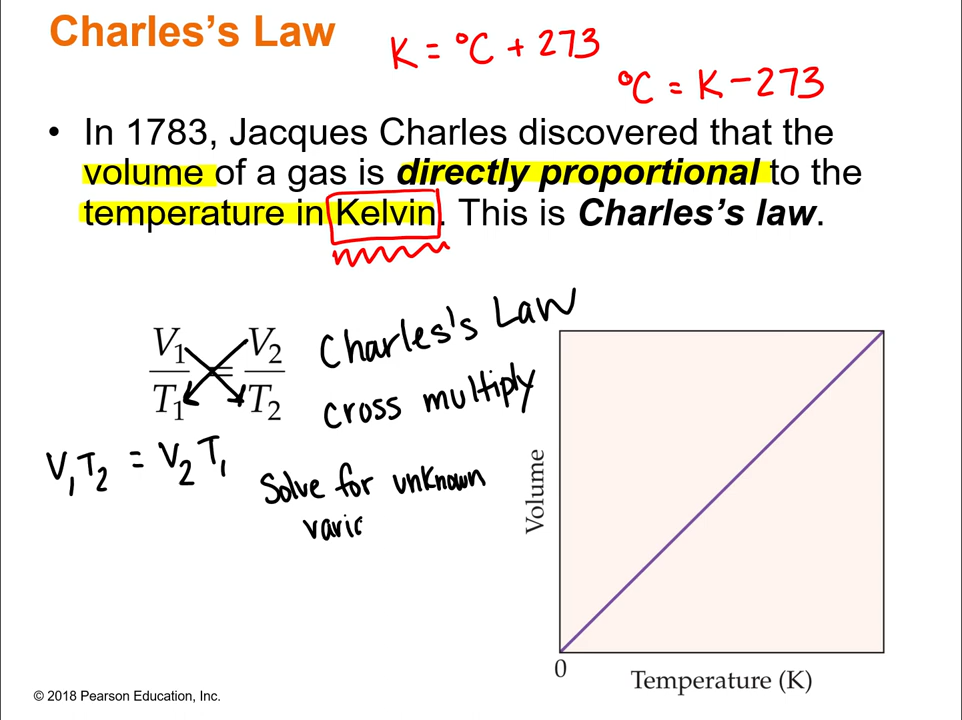 Charles's Law
K = °C + 273
°C = K − 273
• In 1783, Jacques Charles discovered that the
volume of a gas is directly proportional to the
temperature in Kelvin. This is Charles's law.
V₁/T₁ = V₂/T₂
Charles's Law
cross multiply
V₁T₂ = V₂T₁
Solve for unknown
Volume
0
Temperature (K)
© 2018 Pearson Education, Inc.